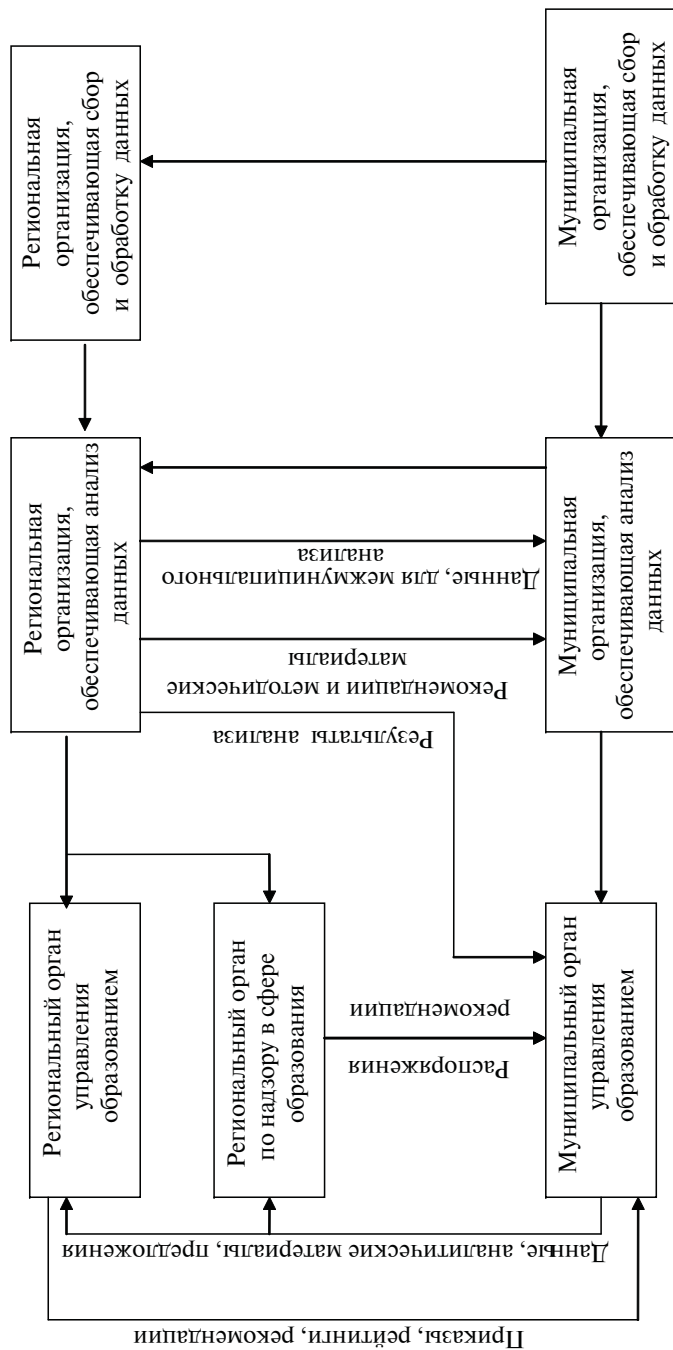 Региональный орган
управления
образованием
Региональная
организация,
обеспечивающая анализ
данных
Региональная
организация,
обеспечивающая сбор
и обработку данных
Региональный орган
по надзору в сфере
образования
Муниципальный орган
управления
образованием
Муниципальная
организация,
обеспечивающая анализ
данных
Муниципальная
организация,
обеспечивающая сбор
и обработку данных
Приказы, рейтинги, рекомендации
Данные, аналитические материалы, предложения
Распоряжения
рекомендации
Результаты анализа
Рекомендации и методические
материалы
Данные, для межмуниципального
анализа